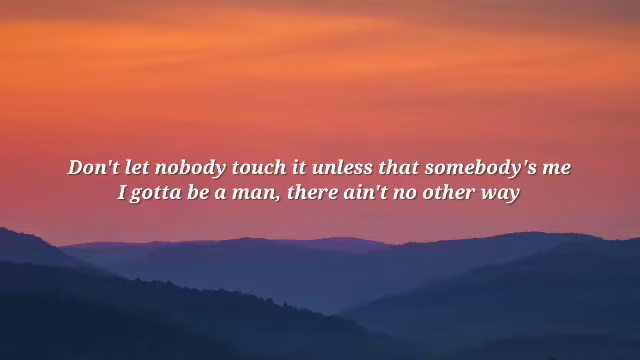 Don't let nobody touch it unless that somebody's me
I gotta be a man, there ain't no other way